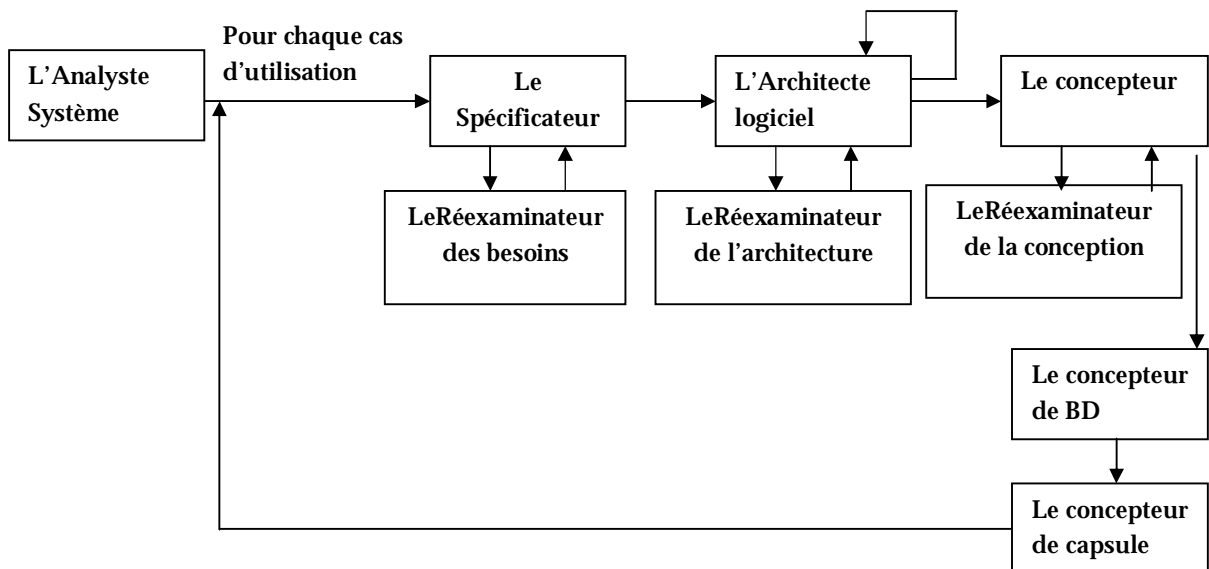 Pour chaque cas
d'utilisation
L'Analyste
Système
Le
Spécificateur
L'Architecte
logiciel
Le concepteur
LeRéexaminateur
des besoins
LeRéexaminateur
de l'architecture
LeRéexaminateur
de la conception
Le concepteur
de BD
Le concepteur
de capsule